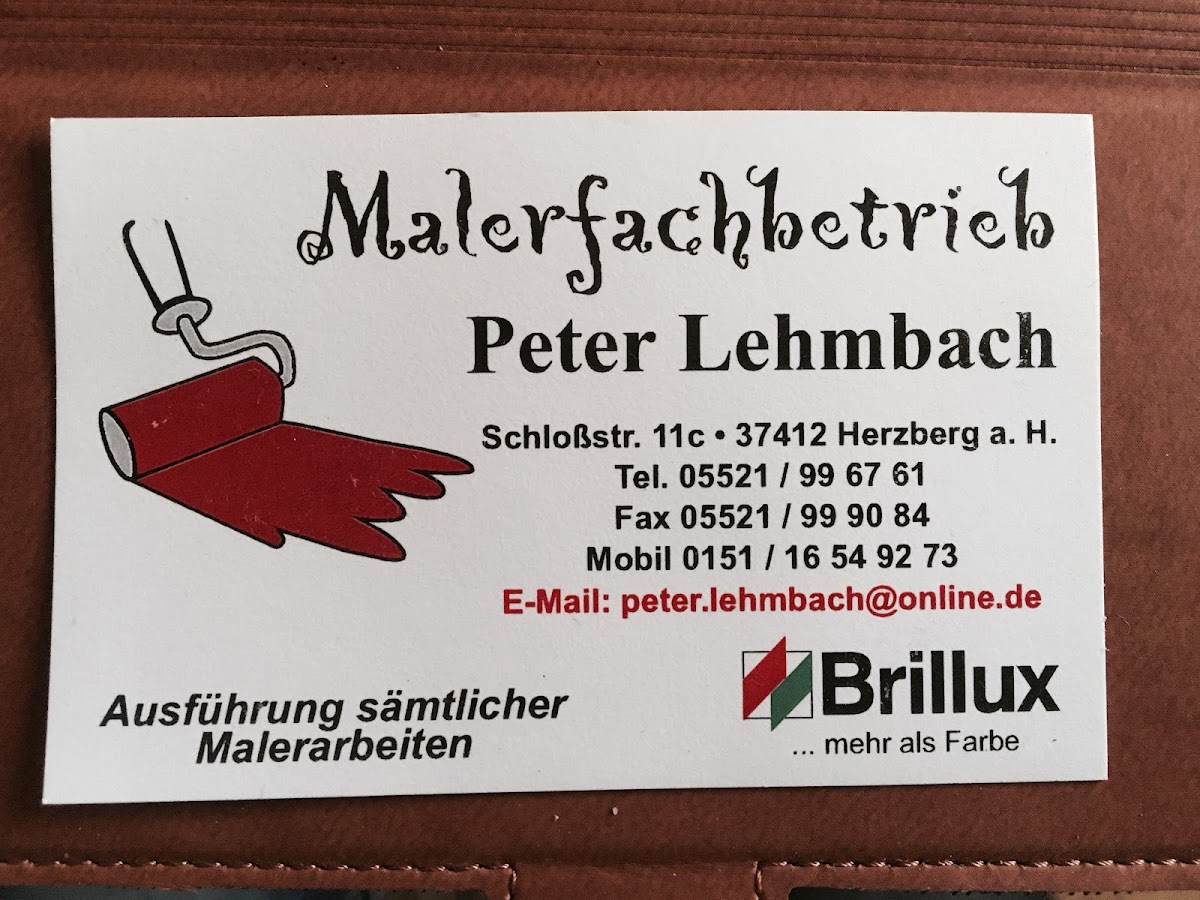 Malerfachbetrieb
Peter Lehmbach
Schloßstr. 11c • 37412 Herzberg a. H.
Tel. 05521 / 99 67 61
Fax 05521 / 99 90 84
Mobil 0151 / 16 54 92 73
E-Mail: peter.lehmbach@online.de
Ausführung sämtlicher
Malerarbeiten
Brillux
... mehr als Farbe